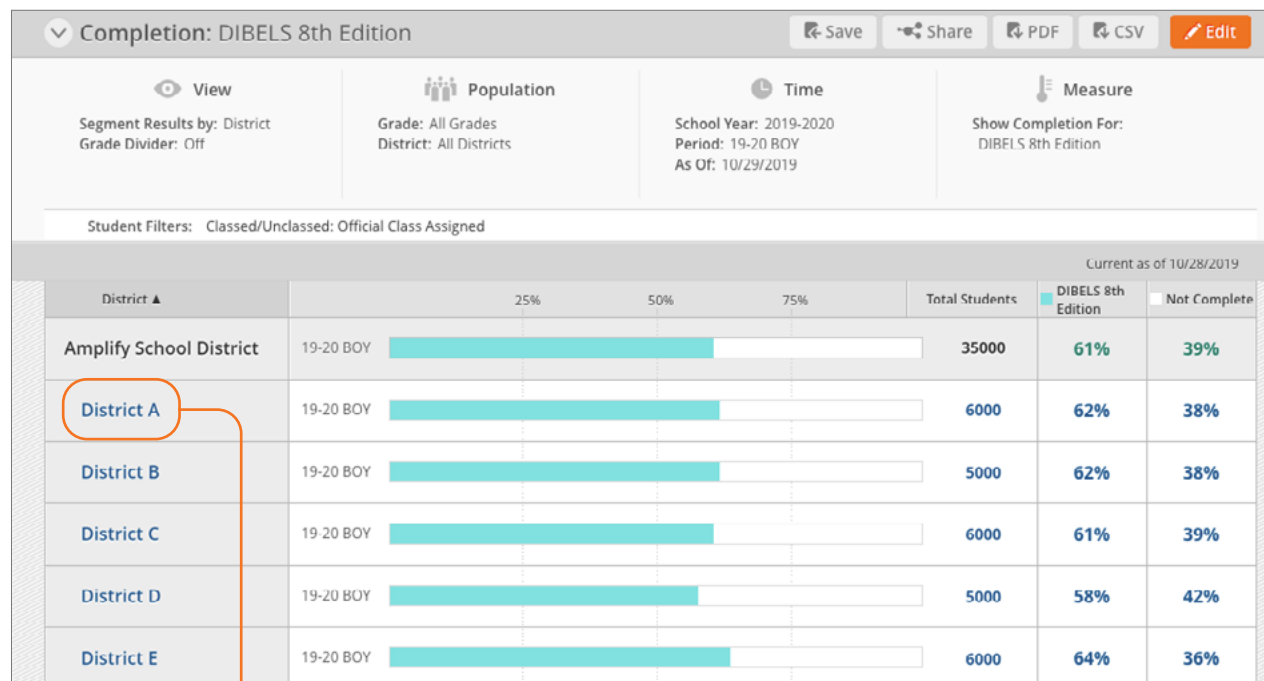 Completion: DIBELS 8th Edition Save Share PDF CSV Edit
View Population Time Measure
Segment Results by: District Grade: All Grades School Year: 2019-2020 Show Completion For:
Grade Divider: Off District: All Districts Period: 19-20 BOY DIBELS 8th Edition
As Of: 10/29/2019
Student Filters: Classed/Unclassed: Official Class Assigned
Current as of 10/28/2019
District ▲ 25% 50% 75% Total Students DIBELS 8th Edition Not Complete
Amplify School District 19-20 BOY 35000 61% 39%
District A 19-20 BOY 6000 62% 38%
District B 19-20 BOY 5000 62% 38%
District C 19-20 BOY 6000 61% 39%
District D 19-20 BOY 5000 58% 42%
District E 19-20 BOY 6000 64% 36%